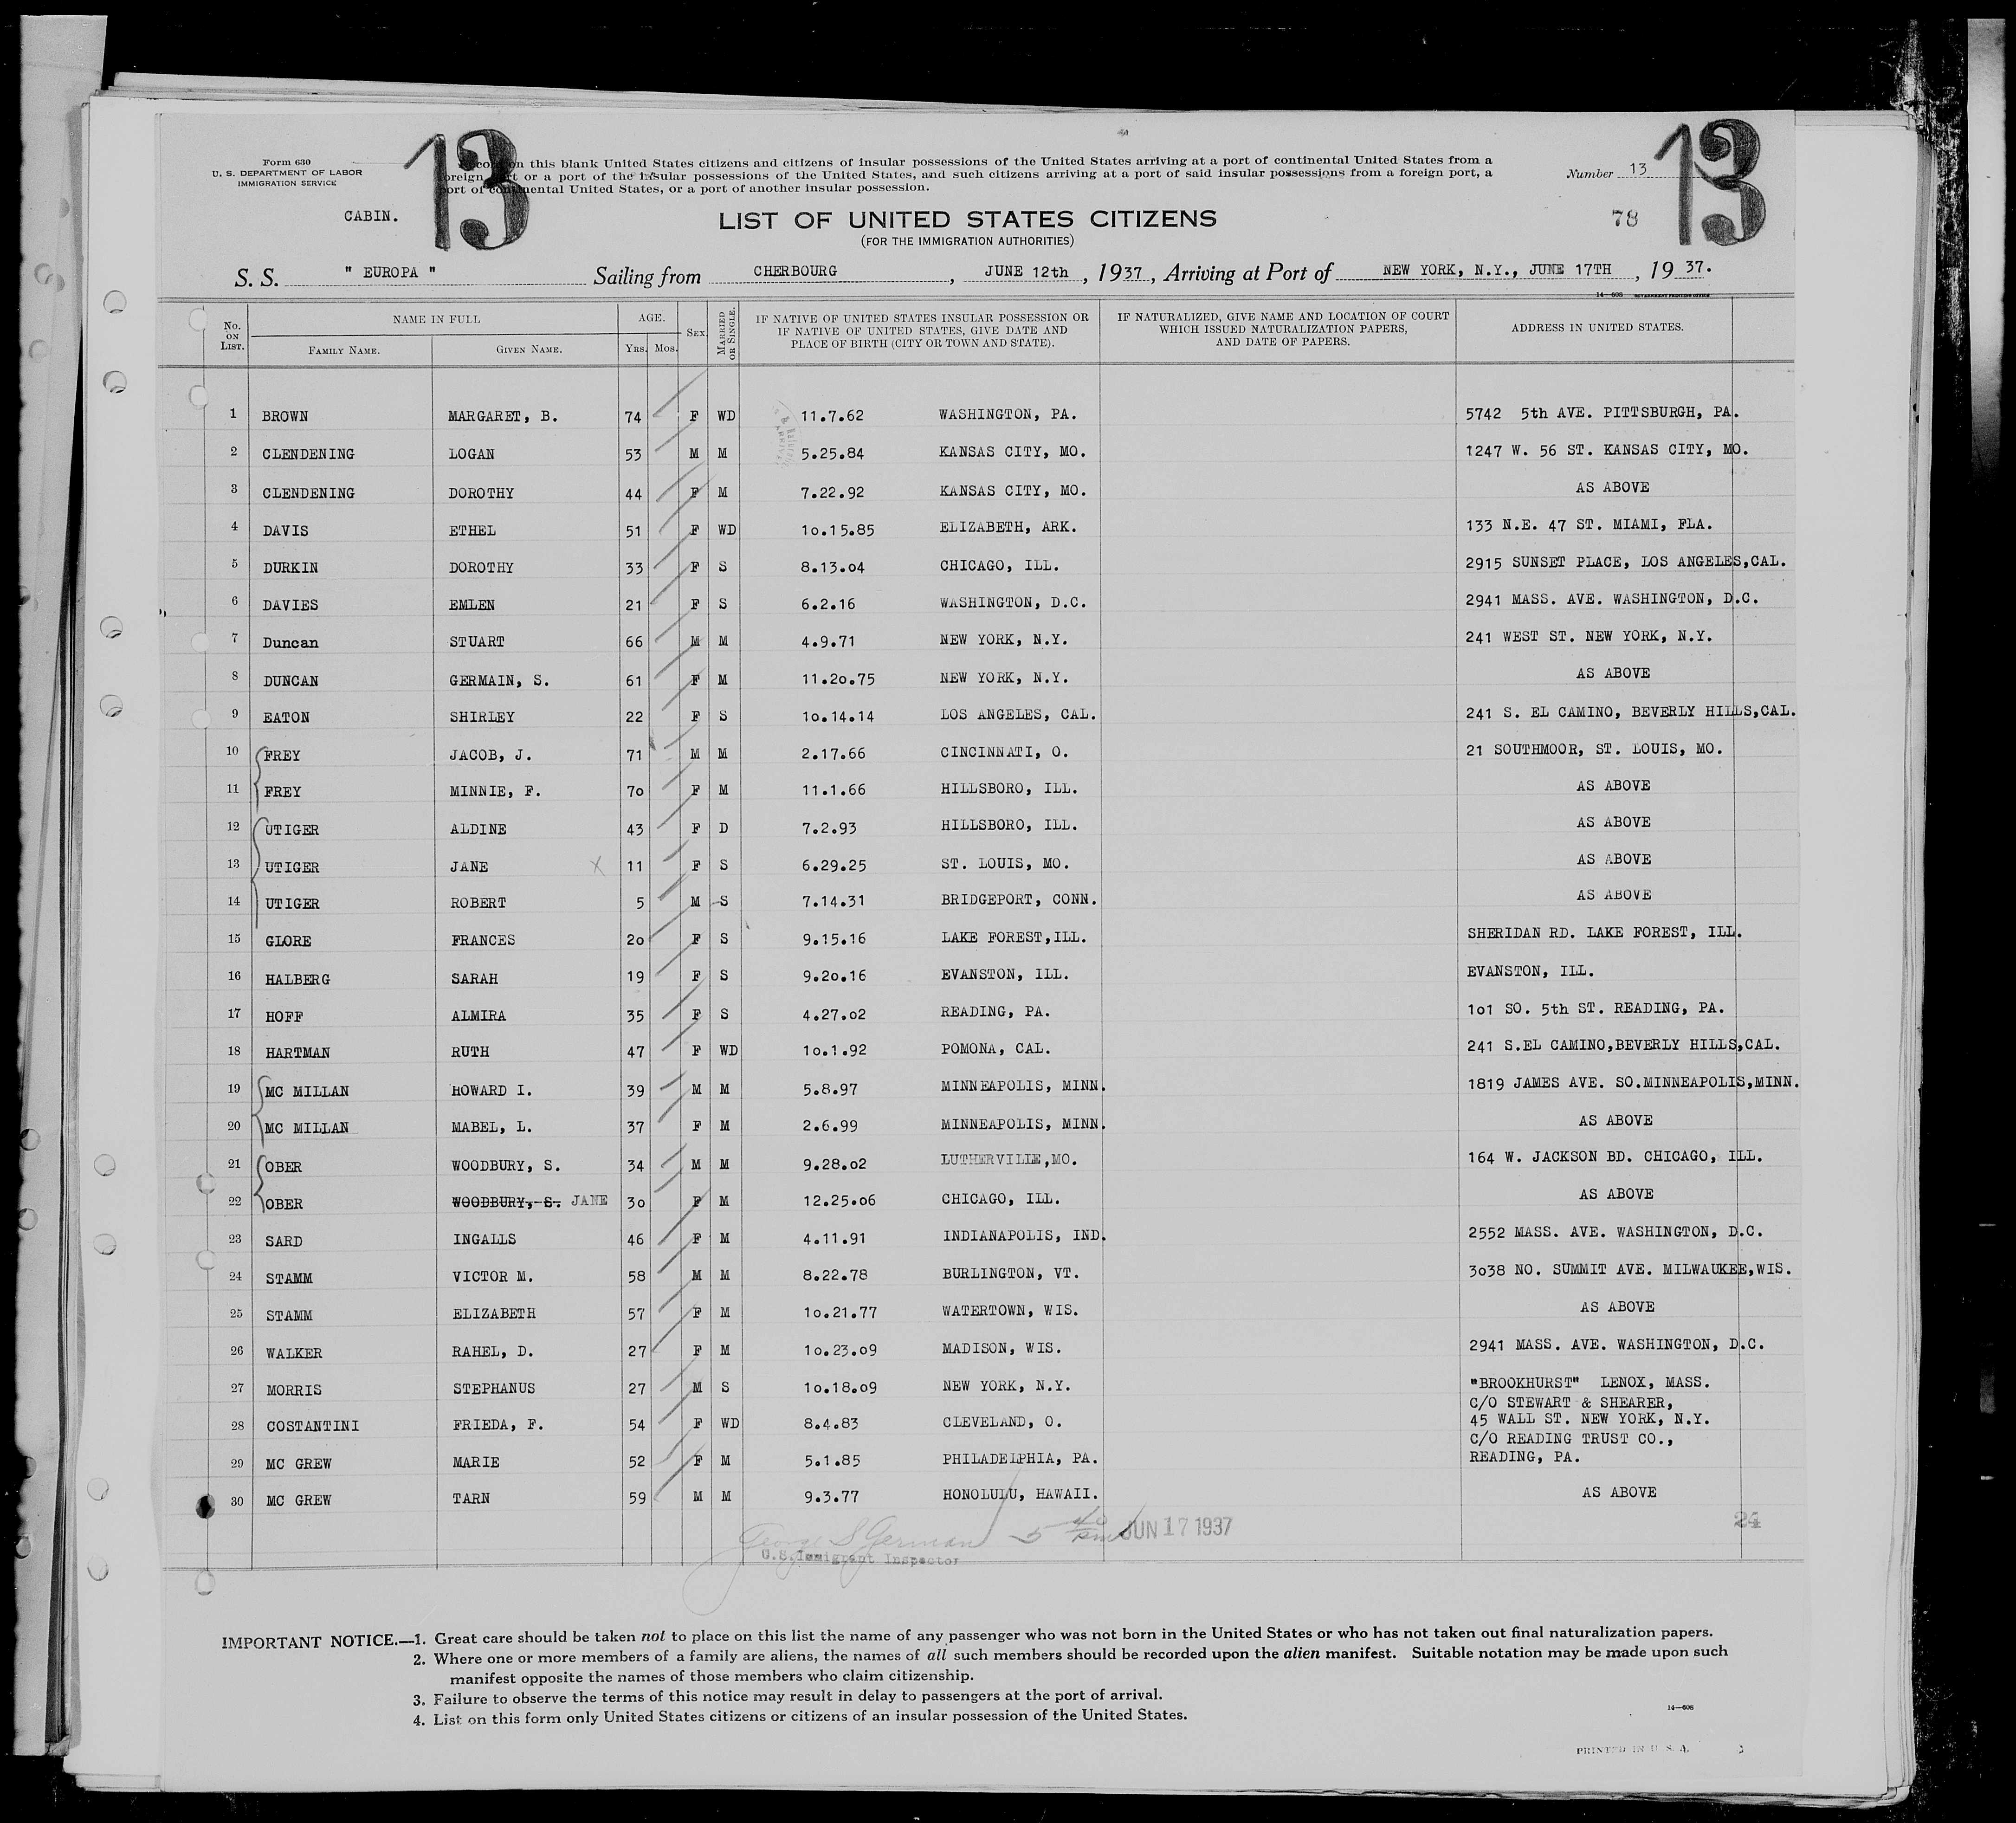 13
13
Form 630
U. S. DEPARTMENT OF LABOR
IMMIGRATION SERVICE
on this blank United States citizens and citizens of insular possessions of the United States arriving at a port of continental United States from a
or a port of the insular possessions of the United States, and such citizens arriving at a port of said insular possessions from a foreign port, a
port of continental United States, or a port of another insular possession.
Number 13
CABIN.
LIST OF UNITED STATES CITIZENS
78
(FOR THE IMMIGRATION AUTHORITIES)
S. S. " EUROPA " Sailing from CHERBOURG, JUNE 12th, 1937, Arriving at Port of NEW YORK, N.Y., JUNE 17TH, 19 37.
14—608 GOVERNMENT PRINTING OFFICE
No. ON LIST. NAME IN FULL FAMILY NAME. GIVEN NAME. AGE. YRS. MOS. SEX MARRIED OR SINGLE. IF NATIVE OF UNITED STATES INSULAR POSSESSION OR IF NATIVE OF UNITED STATES, GIVE DATE AND PLACE OF BIRTH (CITY OR TOWN AND STATE). IF NATURALIZED, GIVE NAME AND LOCATION OF COURT WHICH ISSUED NATURALIZATION PAPERS, AND DATE OF PAPERS. ADDRESS IN UNITED STATES.
1 BROWN MARGARET, B. 74 F WD 11.7.62 WASHINGTON, PA. 5742 5th AVE. PITTSBURGH, PA.
2 CLENDENING LOGAN 53 M M 5.25.84 KANSAS CITY, MO. 1247 W. 56 ST. KANSAS CITY, MO.
3 CLENDENING DOROTHY 44 F M 7.22.92 KANSAS CITY, MO. AS ABOVE
4 DAVIS ETHEL 51 F WD 10.15.85 ELIZABETH, ARK. 133 N.E. 47 ST. MIAMI, FLA.
5 DURKIN DOROTHY 33 F S 8.13.04 CHICAGO, ILL. 2915 SUNSET PLACE, LOS ANGELES,CAL.
6 DAVIES EMLEN 21 F S 6.2.16 WASHINGTON, D.C. 2941 MASS. AVE. WASHINGTON, D.C.
7 Duncan STUART 66 M M 4.9.71 NEW YORK, N.Y. 241 WEST ST. NEW YORK, N.Y.
8 DUNCAN GERMAIN, S. 61 F M 11.20.75 NEW YORK, N.Y. AS ABOVE
9 EATON SHIRLEY 22 F S 10.14.14 LOS ANGELES, CAL. 241 S. EL CAMINO, BEVERLY HILLS,CAL.
10 FREY JACOB, J. 71 M M 2.17.66 CINCINNATI, O. 21 SOUTHMOOR, ST. LOUIS, MO.
11 FREY MINNIE, F. 70 F M 11.1.66 HILLSBORO, ILL. AS ABOVE
12 UTIGER ALDINE 43 F D 7.2.93 HILLSBORO, ILL. AS ABOVE
13 UTIGER JANE X 11 F S 6.29.25 ST. LOUIS, MO. AS ABOVE
14 UTIGER ROBERT 5 M S 7.14.31 BRIDGEPORT, CONN. AS ABOVE
15 GLORE FRANCES 20 F S 9.15.16 LAKE FOREST,ILL. SHERIDAN RD. LAKE FOREST, ILL.
16 HALBERG SARAH 19 F S 9.20.16 EVANSTON, ILL. EVANSTON, ILL.
17 HOFF ALMIRA 35 F S 4.27.02 READING, PA. 101 SO. 5th ST. READING, PA.
18 HARTMAN RUTH 47 F WD 10.1.92 POMONA, CAL. 241 S.EL CAMINO,BEVERLY HILLS,CAL.
19 MC MILLAN HOWARD I. 39 M M 5.8.97 MINNEAPOLIS, MINN. 1819 JAMES AVE. SO.MINNEAPOLIS,MINN.
20 MC MILLAN MABEL, L. 37 F M 2.6.99 MINNEAPOLIS, MINN. AS ABOVE
21 OBER WOODBURY, S. 34 M M 9.28.02 LUTHERVILLE,MO. 164 W. JACKSON BD. CHICAGO, ILL.
22 OBER WOODBURY, S. JANE 30 F M 12.25.06 CHICAGO, ILL. AS ABOVE
23 SARD INGALLS 46 F M 4.11.91 INDIANAPOLIS, IND. 2552 MASS. AVE. WASHINGTON, D.C.
24 STAMM VICTOR M. 58 M M 8.22.78 BURLINGTON, VT. 3038 NO. SUMMIT AVE. MILWAUKEE,WIS.
25 STAMM ELIZABETH 57 F M 10.21.77 WATERTOWN, WIS. AS ABOVE
26 WALKER RAHEL, D. 27 F M 10.23.09 MADISON, WIS. 2941 MASS. AVE. WASHINGTON, D.C.
27 MORRIS STEPHANUS 27 M S 10.18.09 NEW YORK, N.Y. "BROOKHURST" LENOX, MASS.
C/O STEWART & SHEARER,
28 COSTANTINI FRIEDA, F. 54 F WD 8.4.83 CLEVELAND, O. 45 WALL ST. NEW YORK, N.Y.
C/O READING TRUST CO.,
29 MC GREW MARIE 52 F M 5.1.85 PHILADELPHIA, PA. READING, PA.
30 MC GREW TARN 59 M M 9.3.77 HONOLULU, HAWAII. AS ABOVE
George S German 5 40 JUN 17 1937
24
U.S. Immigrant Inspector
IMPORTANT NOTICE.—1. Great care should be taken not to place on this list the name of any passenger who was not born in the United States or who has not taken out final naturalization papers.
2. Where one or more members of a family are aliens, the names of all such members should be recorded upon the alien manifest. Suitable notation may be made upon such
manifest opposite the names of those members who claim citizenship.
3. Failure to observe the terms of this notice may result in delay to passengers at the port of arrival.
4. List on this form only United States citizens or citizens of an insular possession of the United States.
14—608
PRINTED IN U. S. A.